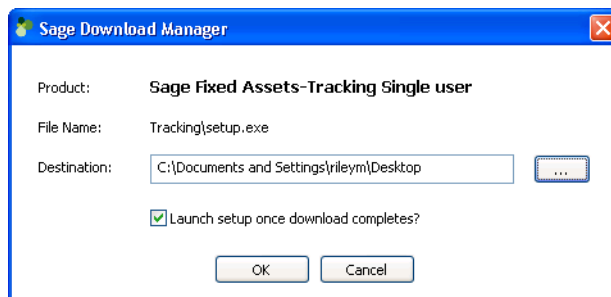 Sage Download Manager
Product: Sage Fixed Assets-Tracking Single user
File Name: Tracking\setup.exe
Destination: C:\Documents and Settings\rileym\Desktop ...
Launch setup once download completes?
OK Cancel